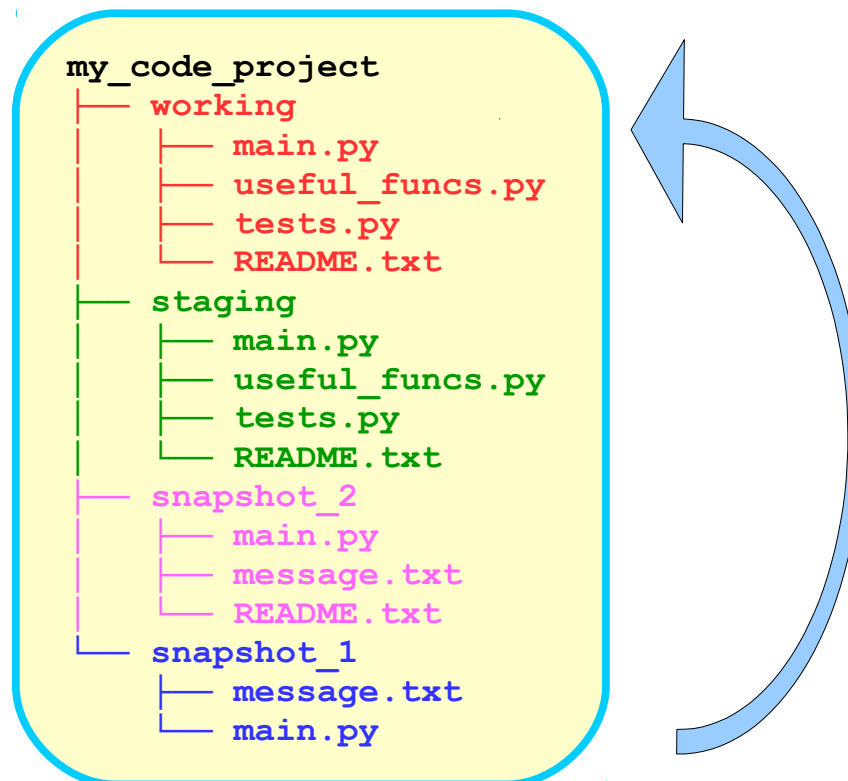 my_code_project
├── working
│   ├── main.py
│   ├── useful_funcs.py
│   ├── tests.py
│   └── README.txt
├── staging
│   ├── main.py
│   ├── useful_funcs.py
│   ├── tests.py
│   └── README.txt
├── snapshot_2
│   ├── main.py
│   ├── message.txt
│   └── README.txt
└── snapshot_1
    ├── message.txt
    └── main.py